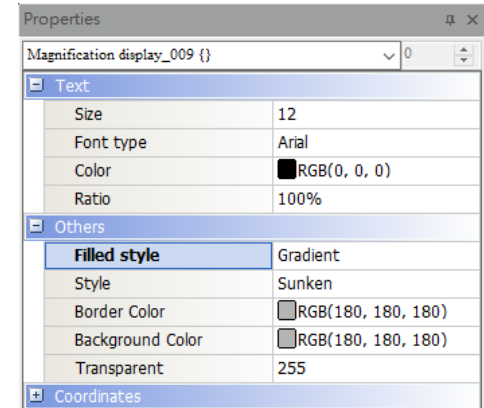 Properties
Magnification display_009 {} 0
Text
Size 12
Font type Arial
Color RGB(0, 0, 0)
Ratio 100%
Others
Filled style Gradient
Style Sunken
Border Color RGB(180, 180, 180)
Background Color RGB(180, 180, 180)
Transparent 255
Coordinates